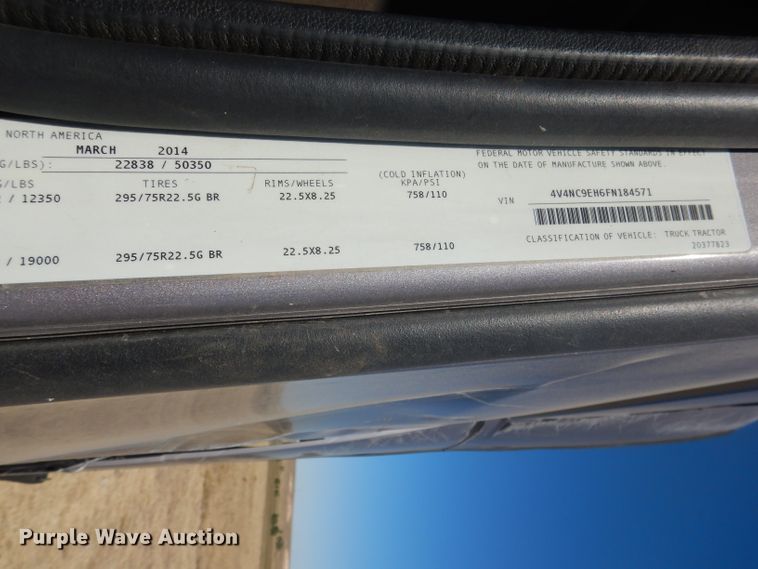 NORTH AMERICA
MARCH 2014
G/LBS): 22838 / 50350
G/LBS TIRES RIMS/WHEELS (COLD INFLATION) KPA/PSI
/ 12350 295/75R22.5G BR 22.5X8.25 758/110
/ 19000 295/75R22.5G BR 22.5X8.25 758/110
FEDERAL MOTOR VEHICLE SAFETY STANDARDS IN EFFECT
ON THE DATE OF MANUFACTURE SHOWN ABOVE.
VIN 4V4NC9EH6FN184571
CLASSIFICATION OF VEHICLE: TRUCK TRACTOR
20377823
Purple Wave Auction